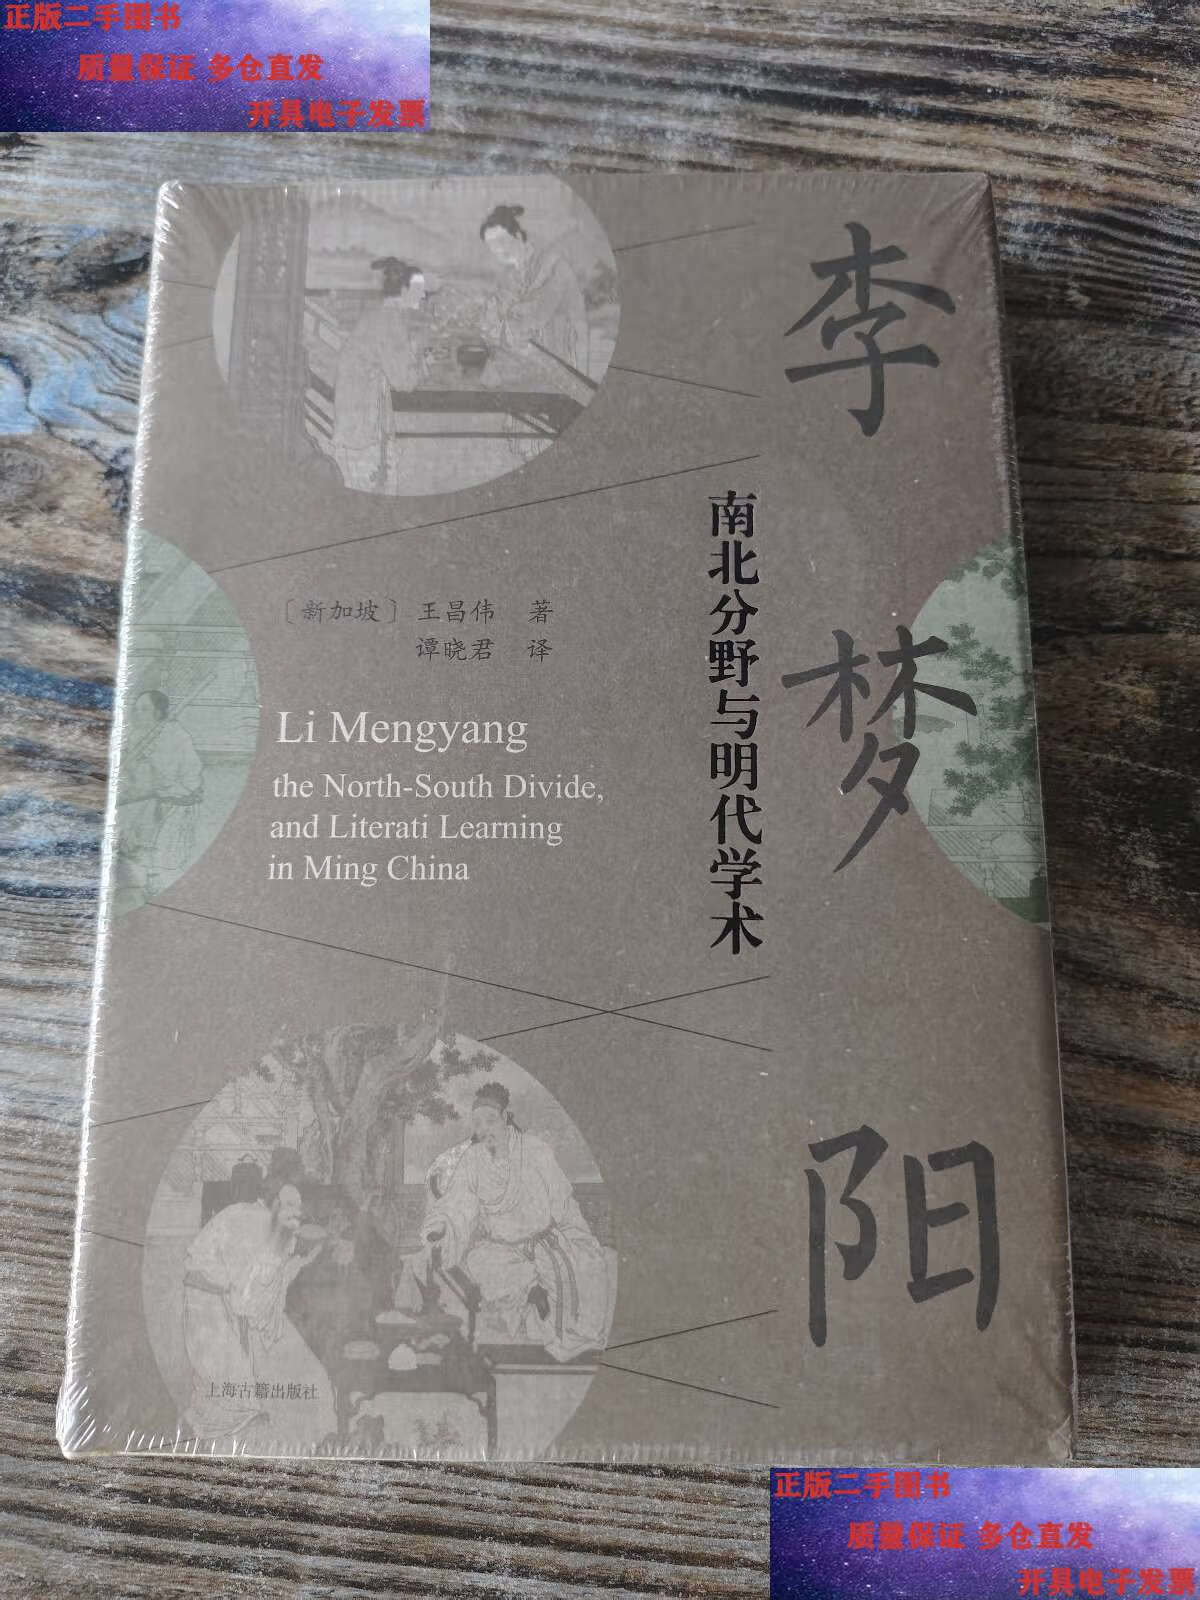 正版二手图书
质量保证 多仓直发
开具电子发票
李梦阳
南北分野与明代学术
〔新加坡〕 王昌伟 著
谭晓君 译
Li Mengyang
the North-South Divide,
and Literati Learning
in Ming China
上海古籍出版社
正版二手图书
质量保证 多仓直发
开具电子发票